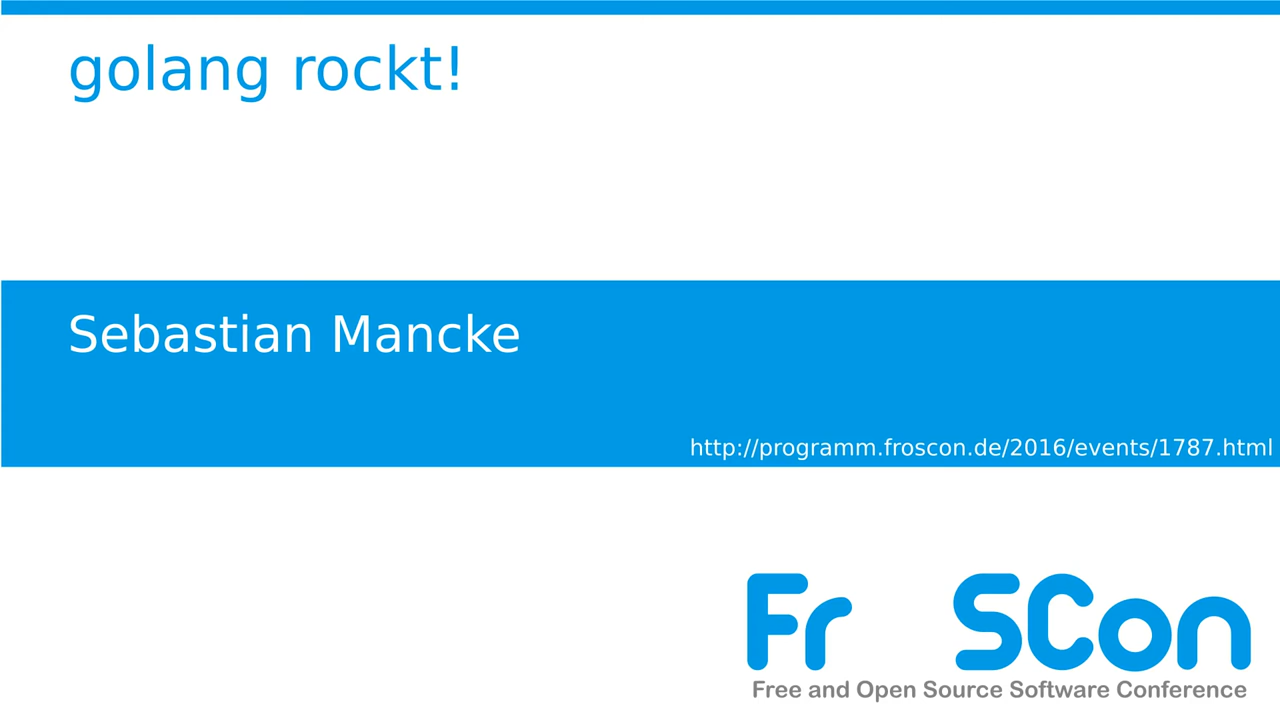 golang rockt!
Sebastian Mancke
http://programm.froscon.de/2016/events/1787.html
Fr SCon
Free and Open Source Software Conference